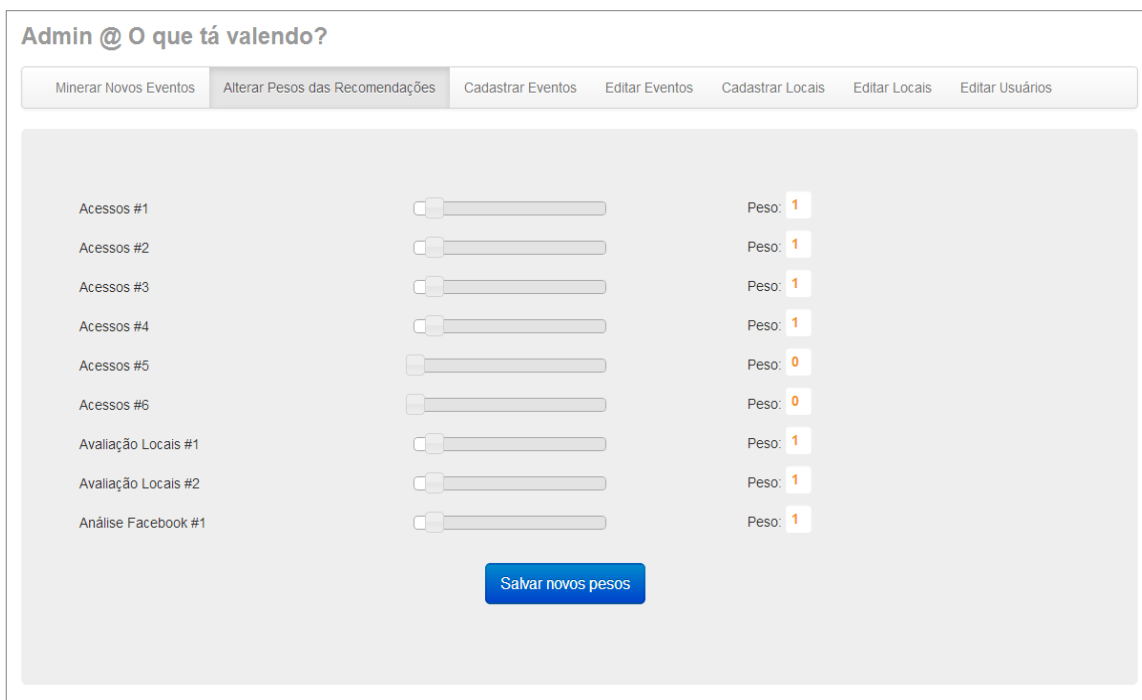 Admin @ O que tá valendo?
Minerar Novos Eventos Alterar Pesos das Recomendações Cadastrar Eventos Editar Eventos Cadastrar Locais Editar Locais Editar Usuários
Acessos #1 Peso: 1
Acessos #2 Peso: 1
Acessos #3 Peso: 1
Acessos #4 Peso: 1
Acessos #5 Peso: 0
Acessos #6 Peso: 0
Avaliação Locais #1 Peso: 1
Avaliação Locais #2 Peso: 1
Análise Facebook #1 Peso: 1
Salvar novos pesos